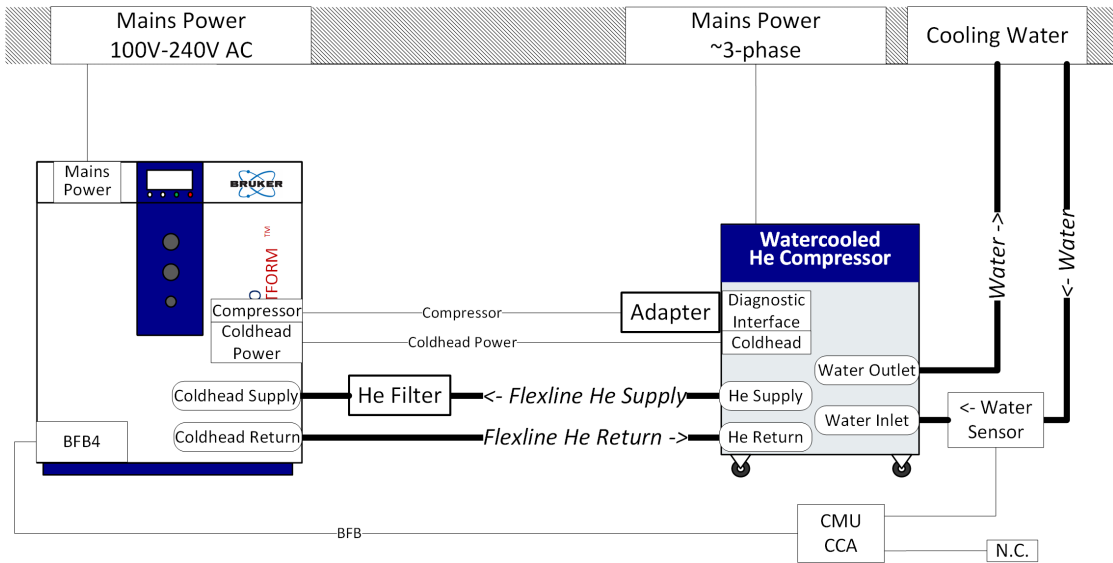 Mains Power
100V-240V AC
Mains Power
~3-phase
Cooling Water
Mains
Power
BRUKER
TFORM ™
O
Compressor
Coldhead
Power
Coldhead Supply
Coldhead Return
BFB4
Compressor
Coldhead Power
He Filter
<- Flexline He Supply
Flexline He Return ->
Adapter
Watercooled
He Compressor
Diagnostic
Interface
Coldhead
Water Outlet
He Supply
Water Inlet
He Return
Water ->
<- Water
<- Water
Sensor
BFB
CMU
CCA
N.C.